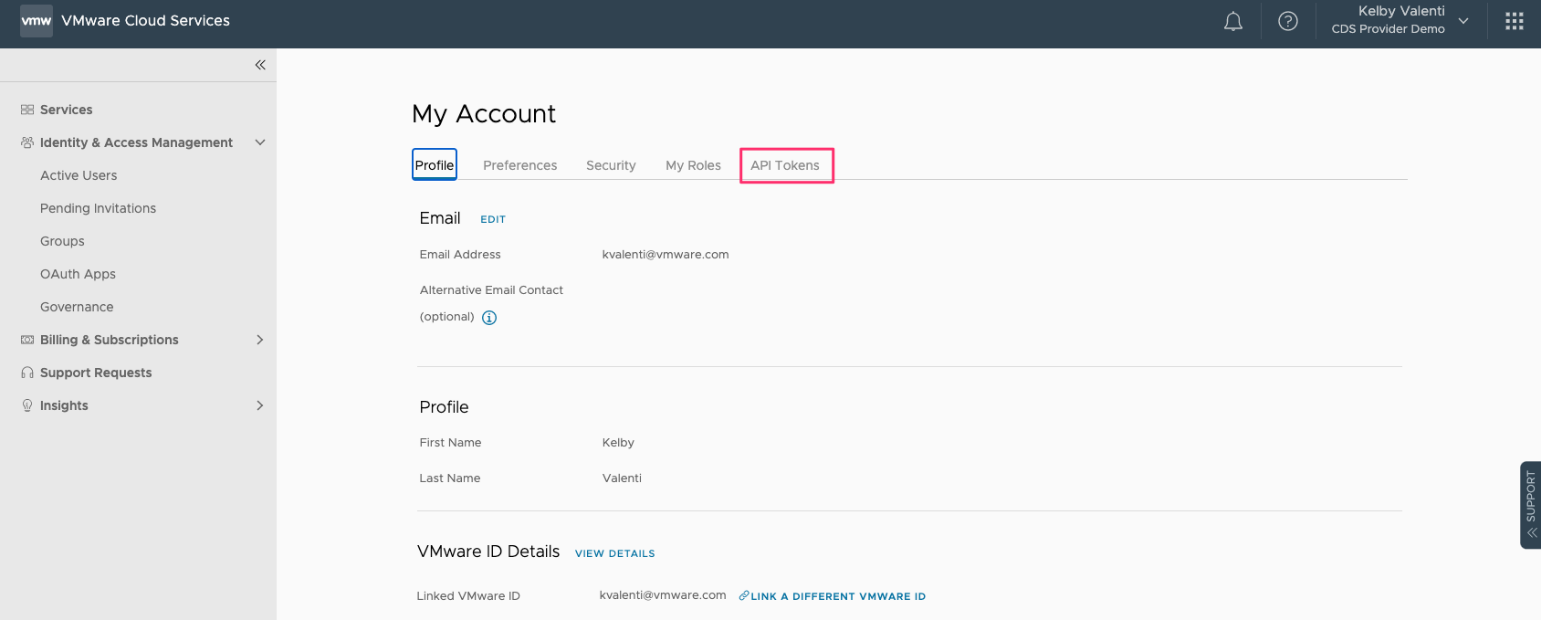 vmw VMware Cloud Services
Kelby Valenti
CDS Provider Demo
Services
Identity & Access Management
Active Users
Pending Invitations
Groups
OAuth Apps
Governance
Billing & Subscriptions
Support Requests
Insights
My Account
Profile Preferences Security My Roles API Tokens
Email EDIT
Email Address kvalenti@vmware.com
Alternative Email Contact
(optional)
Profile
First Name Kelby
Last Name Valenti
VMware ID Details VIEW DETAILS
Linked VMware ID kvalenti@vmware.com LINK A DIFFERENT VMWARE ID
SUPPORT